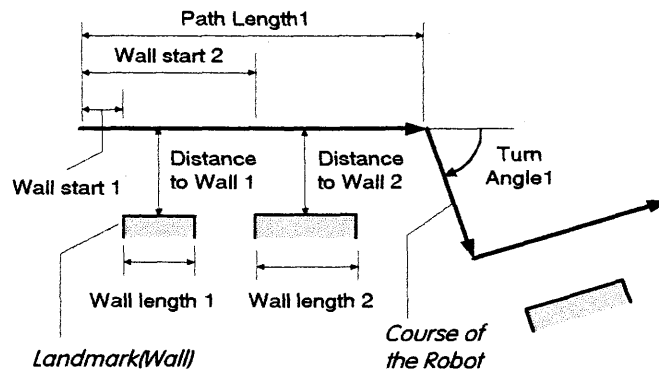 Path Length1
Wall start 2
Wall start 1
Distance
to Wall 1
Distance
to Wall 2
Turn
Angle1
Wall length 1
Wall length 2
Landmark(Wall)
Course of
the Robot